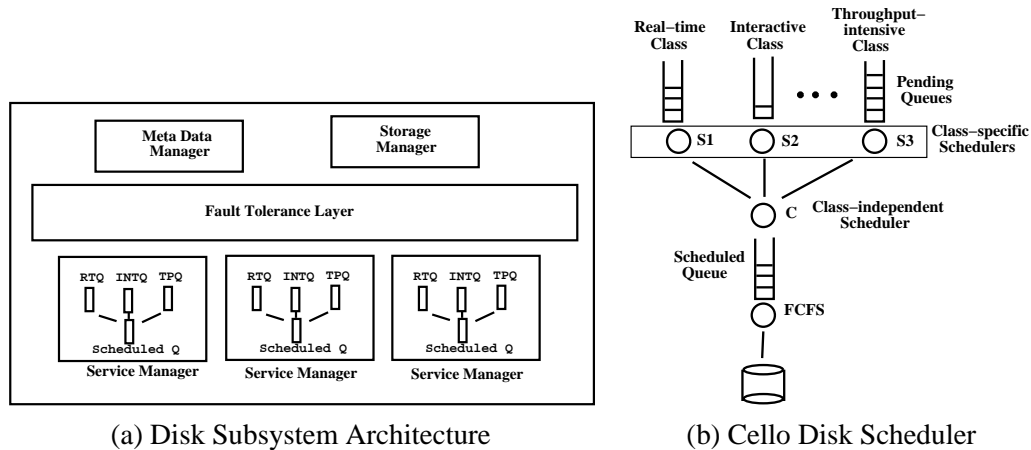 Meta Data
Manager
Storage
Manager
Fault Tolerance Layer
RTQ INTQ TPQ
Scheduled Q
Service Manager
RTQ INTQ TPQ
Scheduled Q
Service Manager
RTQ INTQ TPQ
Scheduled Q
Service Manager
(a) Disk Subsystem Architecture
Real−time
Class
Interactive
Class
Throughput−
intensive
Class
Pending
Queues
S1
S2
S3
Class−specific
Schedulers
C
Class−independent
Scheduler
Scheduled
Queue
FCFS
(b) Cello Disk Scheduler